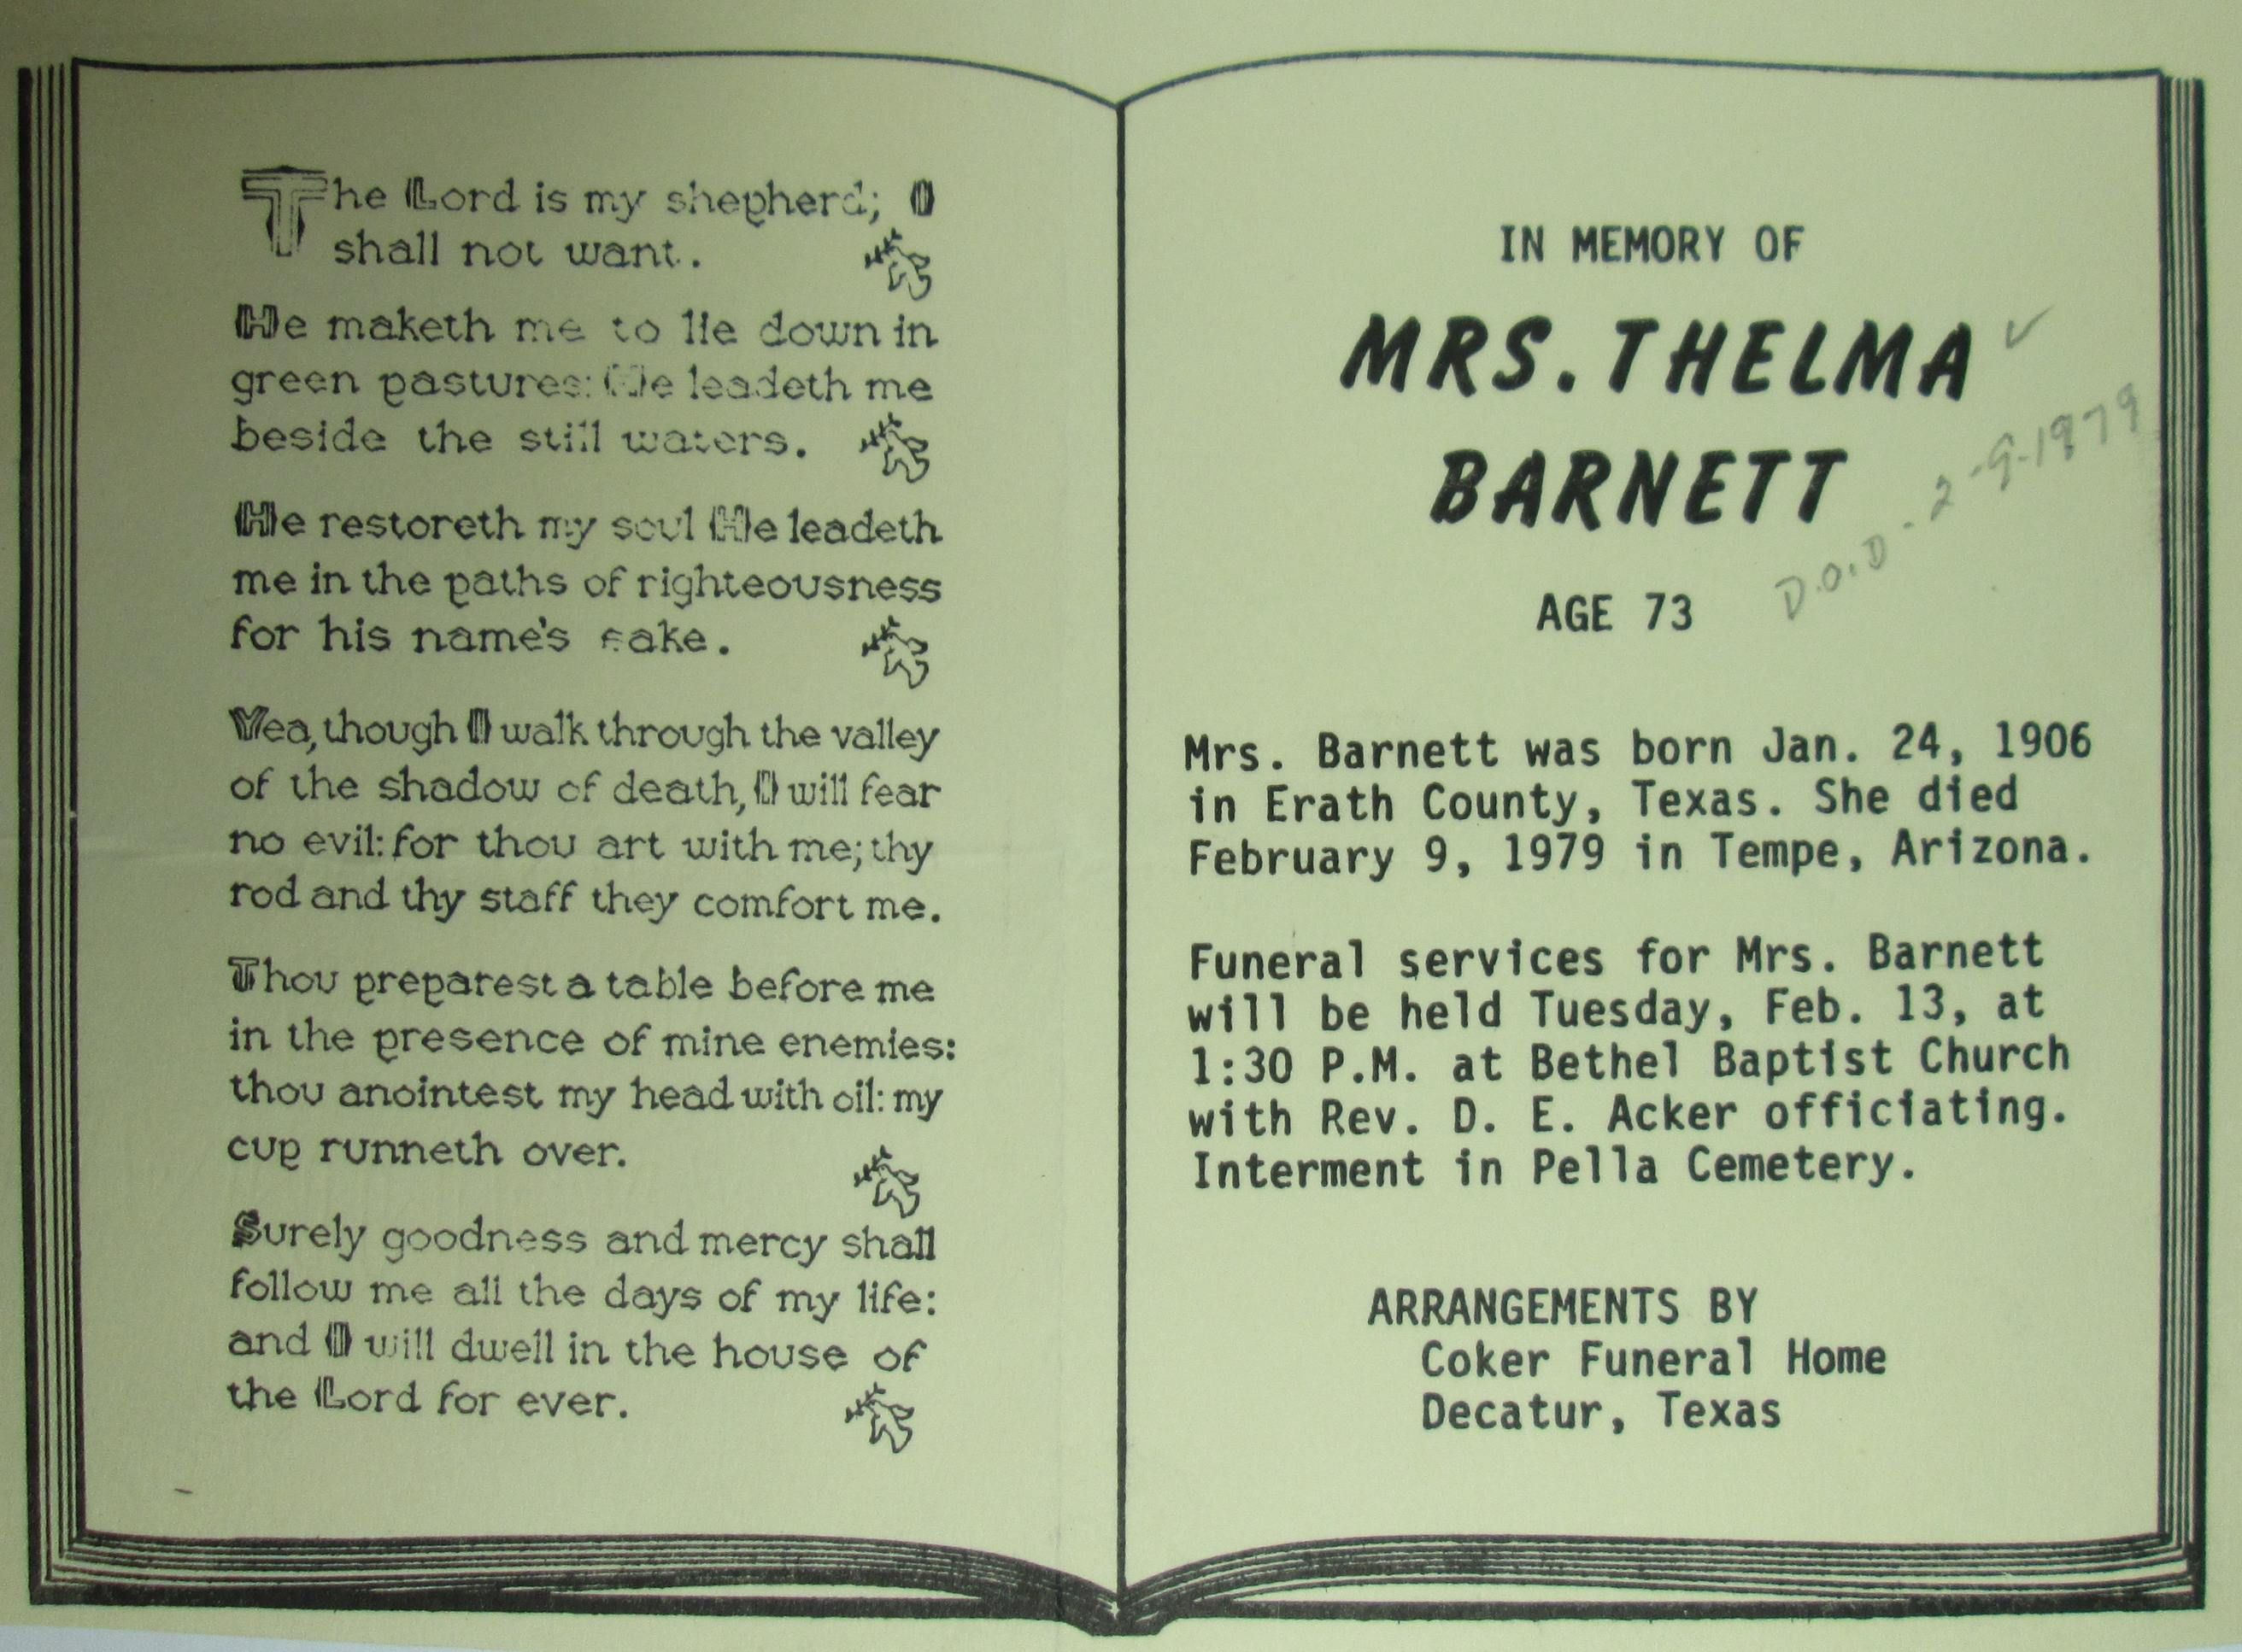 The Lord is my shepherd; I
shall not want.
He maketh me to lie down in
green pastures: He leadeth me
beside the still waters.
He restoreth my soul He leadeth
me in the paths of righteousness
for his name's sake.
Yea, though I walk through the valley
of the shadow of death, I will fear
no evil: for thou art with me; thy
rod and thy staff they comfort me.
Thou preparest a table before me
in the presence of mine enemies:
thou anointest my head with oil: my
cup runneth over.
Surely goodness and mercy shall
follow me all the days of my life:
and I will dwell in the house of
the Lord for ever.
IN MEMORY OF
MRS. THELMA ✓
BARNETT
D.O.D - 2-9-1979
AGE 73
Mrs. Barnett was born Jan. 24, 1906
in Erath County, Texas. She died
February 9, 1979 in Tempe, Arizona.
Funeral services for Mrs. Barnett
will be held Tuesday, Feb. 13, at
1:30 P.M. at Bethel Baptist Church
with Rev. D. E. Acker officiating.
Interment in Pella Cemetery.
ARRANGEMENTS BY
Coker Funeral Home
Decatur, Texas